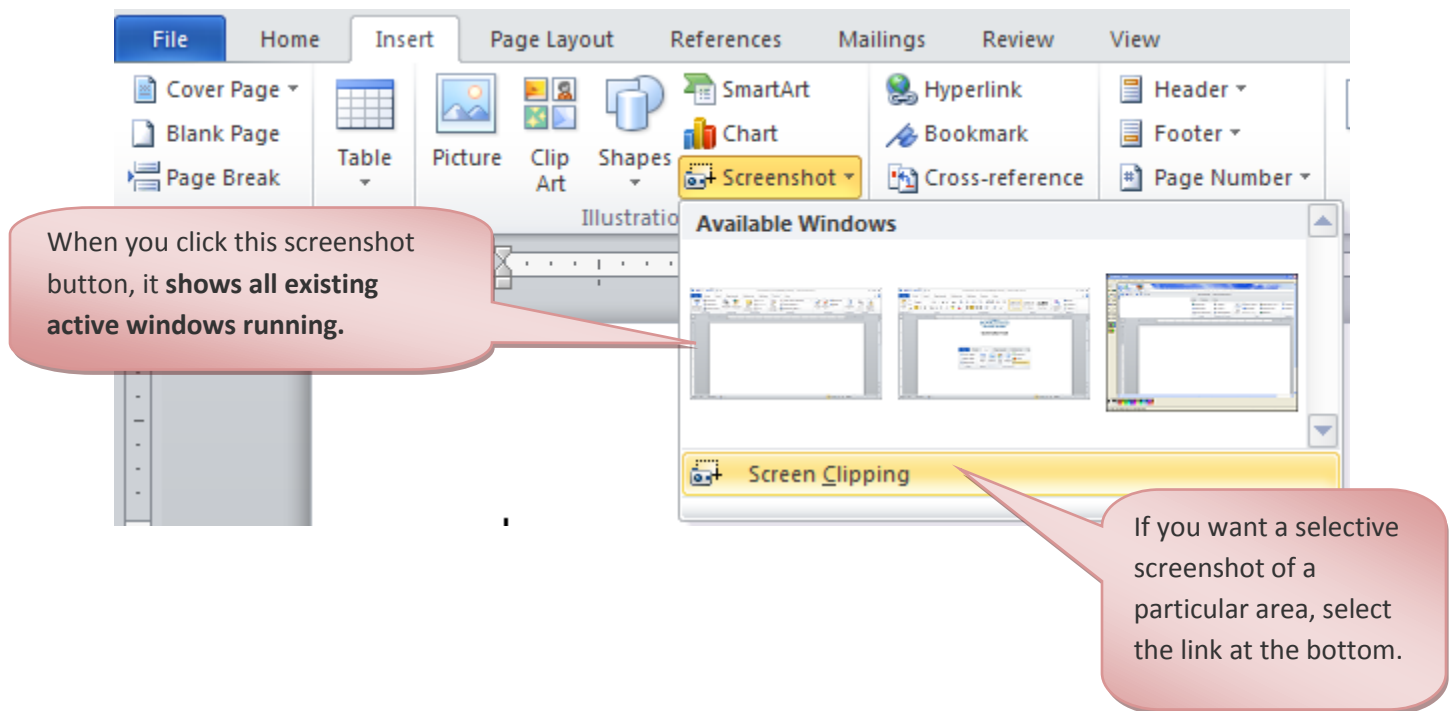 File Home Insert Page Layout References Mailings Review View
Cover Page
Blank Page
Page Break
Table
Picture
Clip
Art
Shapes
SmartArt
Chart
Screenshot
Hyperlink
Bookmark
Cross-reference
Header
Footer
Page Number
Illustratio
Available Windows
Screen Clipping
When you click this screenshot
button, it shows all existing
active windows running.
If you want a selective
screenshot of a
particular area, select
the link at the bottom.